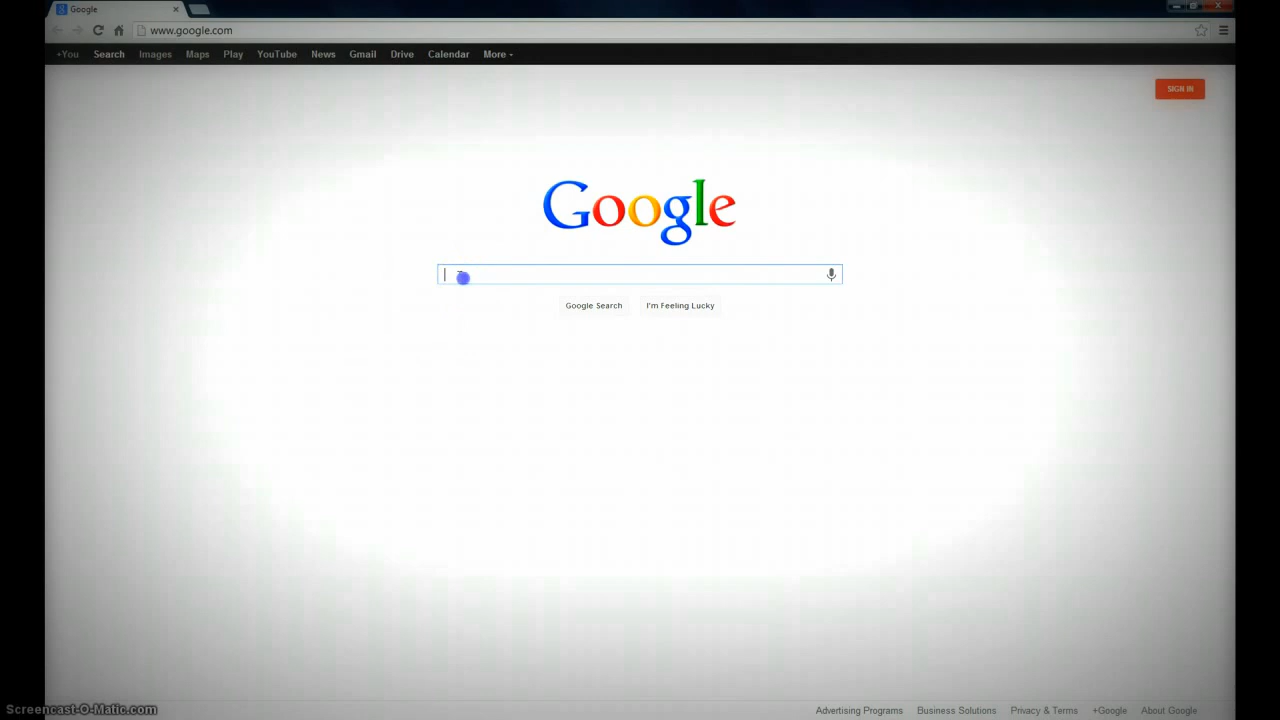 Google
www.google.com
+You Search Images Maps Play YouTube News Gmail Drive Calendar More
SIGN IN
Google
Google Search I'm Feeling Lucky
Screencast-O-Matic.com
Advertising Programs Business Solutions Privacy & Terms +Google About Google